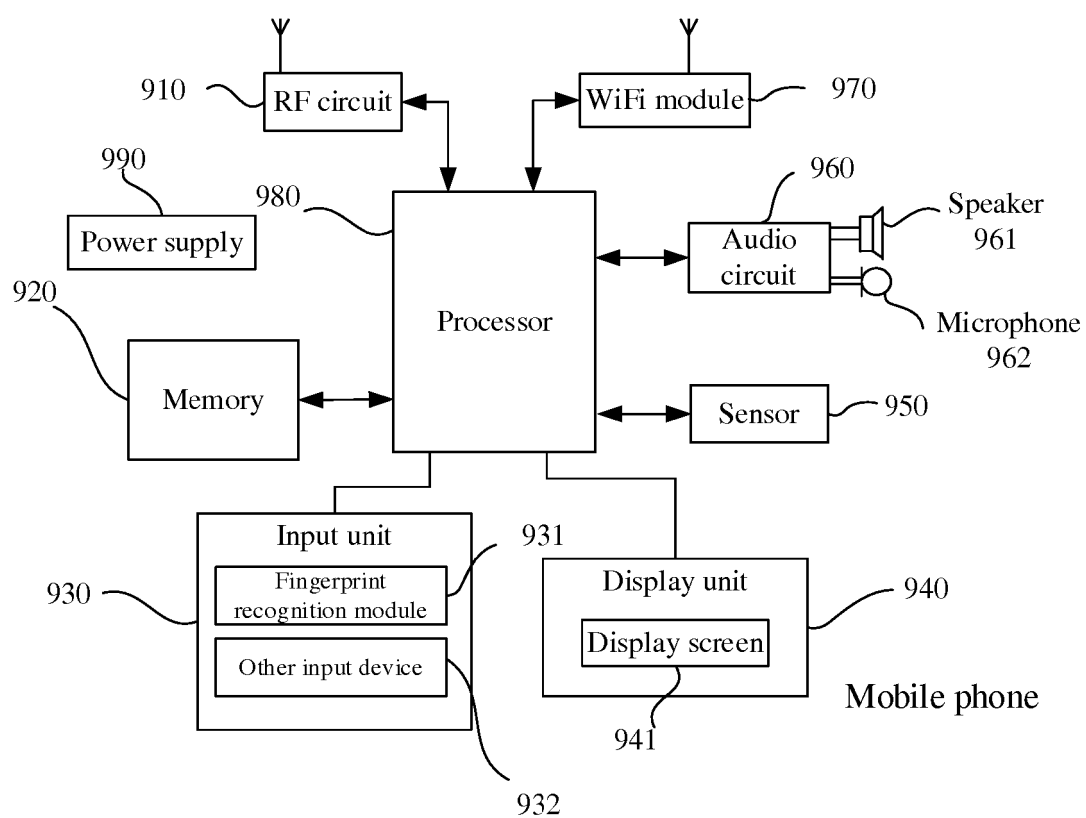 910
RF circuit
WiFi module
970
990
Power supply
980
960
Audio
circuit
Speaker
961
920
Processor
Microphone
962
Memory
Sensor
950
Input unit
931
Fingerprint
recognition module
930
Other input device
932
Display unit
940
Display screen
941
Mobile phone